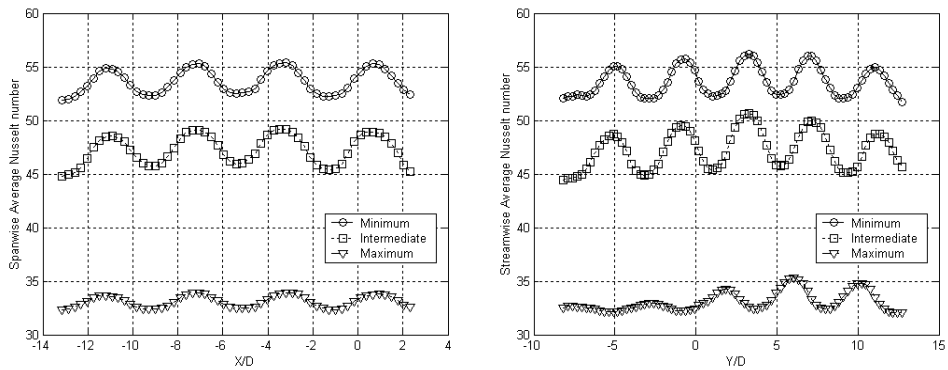 60
55
50
45
40
35
30
Spanwise Average Nusselt number
Minimum
Intermediate
Maximum
-14 -12 -10 -8 -6 -4 -2 0 2 4
X/D
60
55
50
45
40
35
30
Streamwise Average Nusselt number
Minimum
Intermediate
Maximum
-10 -5 0 5 10 15
Y/D